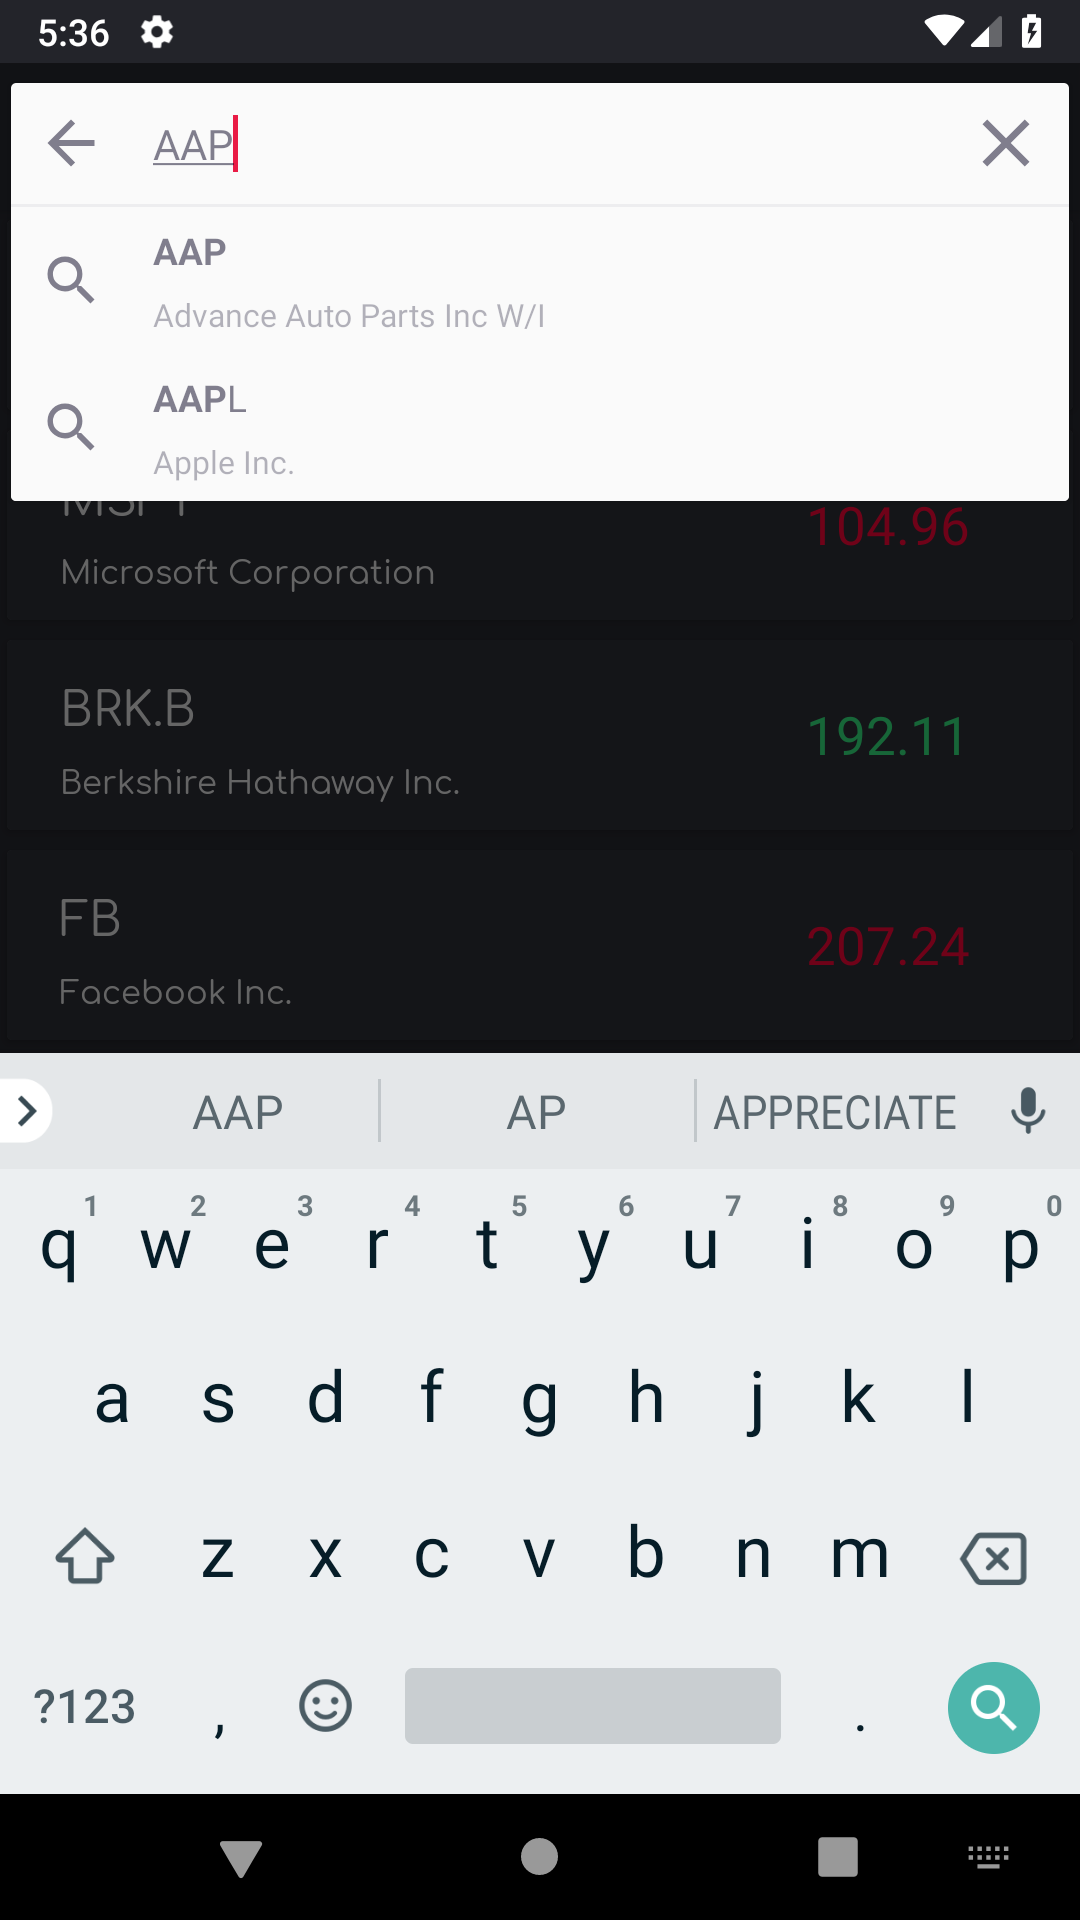 5:36
AAP
AAP
Advance Auto Parts Inc W/I
AAPL
Apple Inc.
MSFT
104.96
Microsoft Corporation
BRK.B
192.11
Berkshire Hathaway Inc.
FB
207.24
Facebook Inc.
AAP AP APPRECIATE
1 2 3 4 5 6 7 8 9 0
q w e r t y u i o p
a s d f g h j k l
z x c v b n m
?123 , .